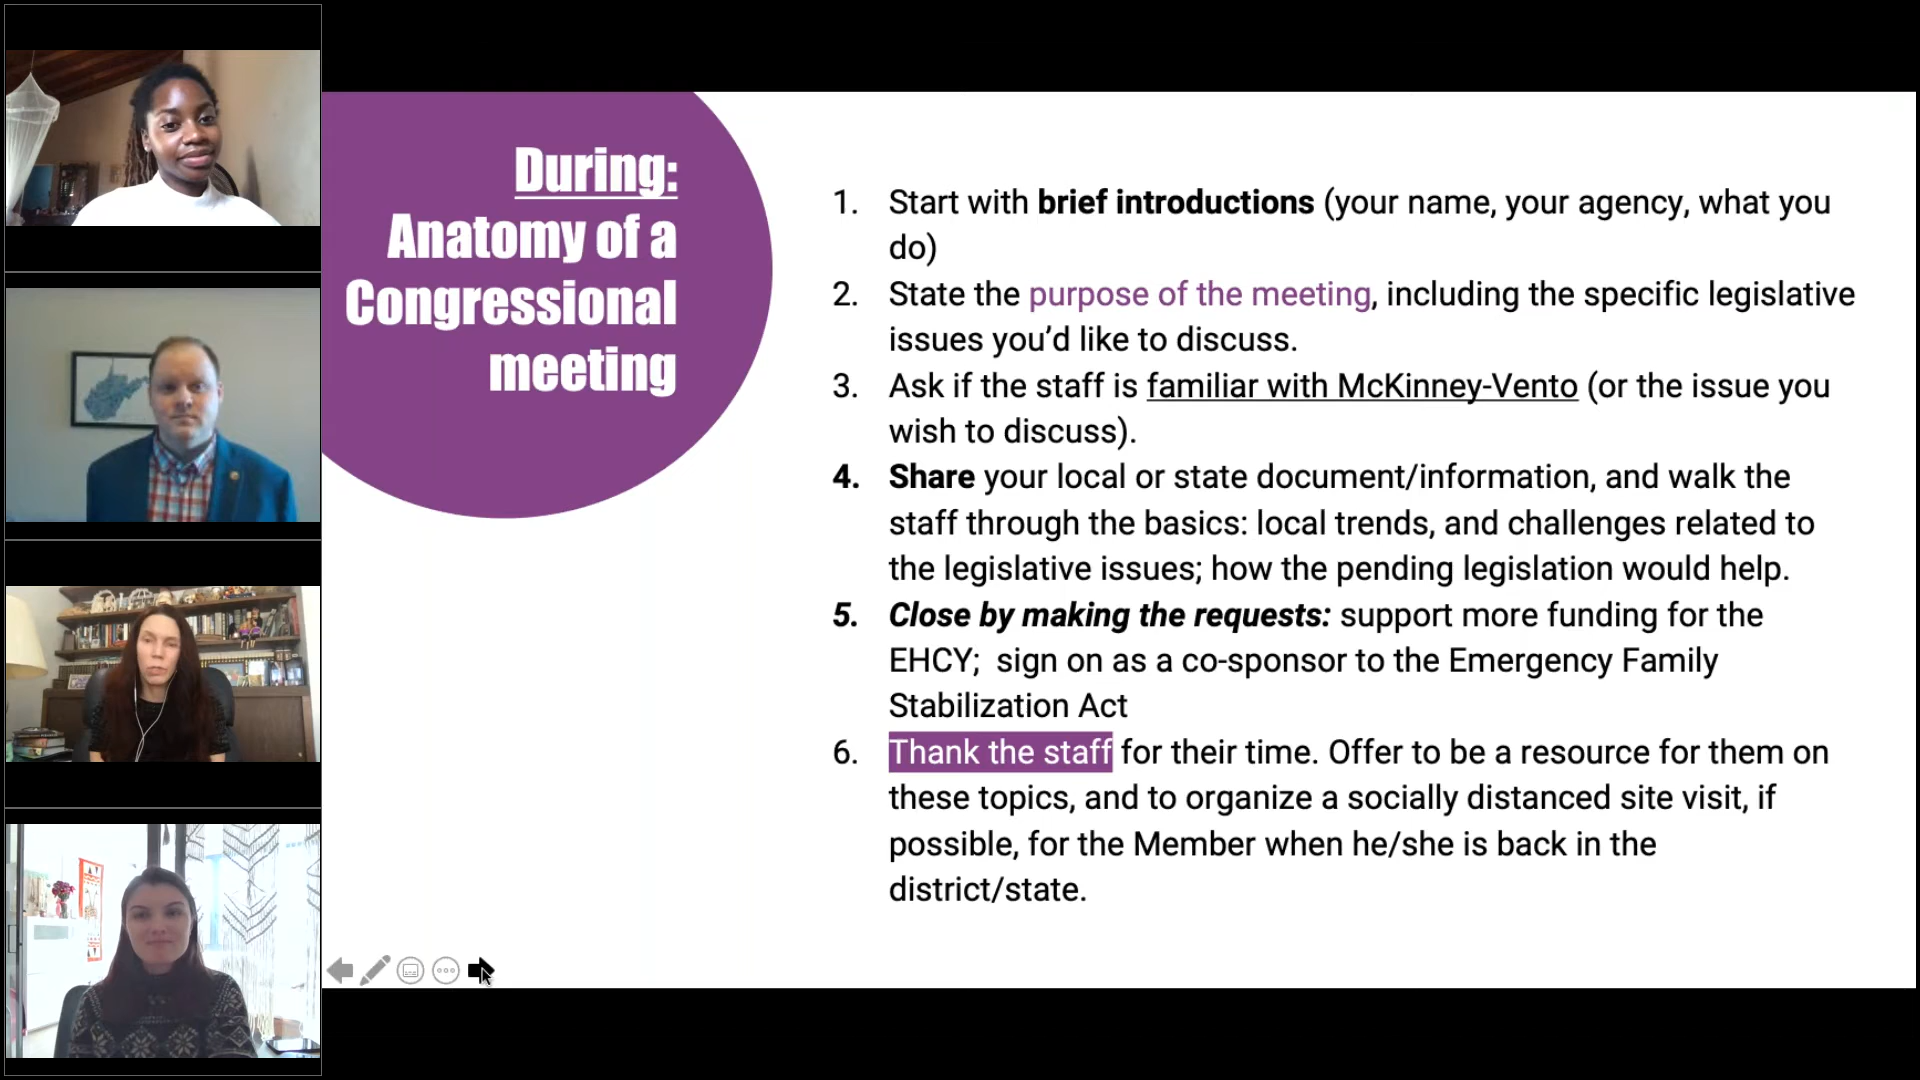 During:
Anatomy of a
Congressional
meeting
1. Start with brief introductions (your name, your agency, what you
do)
2. State the purpose of the meeting, including the specific legislative
issues you’d like to discuss.
3. Ask if the staff is familiar with McKinney-Vento (or the issue you
wish to discuss).
4. Share your local or state document/information, and walk the
staff through the basics: local trends, and challenges related to
the legislative issues; how the pending legislation would help.
5. Close by making the requests: support more funding for the
EHCY;  sign on as a co-sponsor to the Emergency Family
Stabilization Act
6. Thank the staff for their time. Offer to be a resource for them on
these topics, and to organize a socially distanced site visit, if
possible, for the Member when he/she is back in the
district/state.